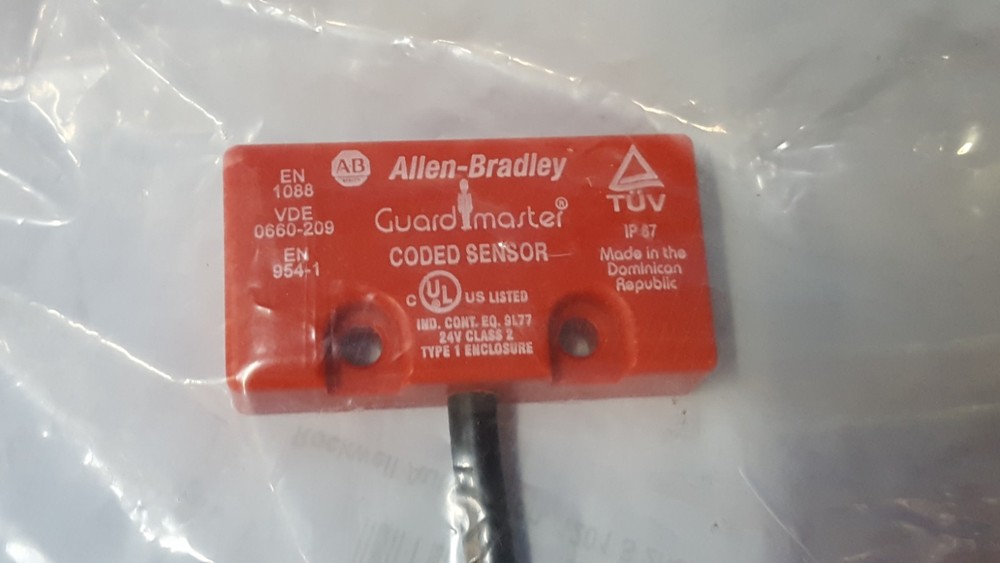 EN
1088
VDE
0660-209
EN
954-1
AB
Allen-Bradley
Guardmaster®
CODED SENSOR
C UL® US LISTED
IND. CONT. EQ. 9L77
24V CLASS 2
TYPE 1 ENCLOSURE
TÜV
IP 67
Made in the
Dominican
Republic
Rockwell